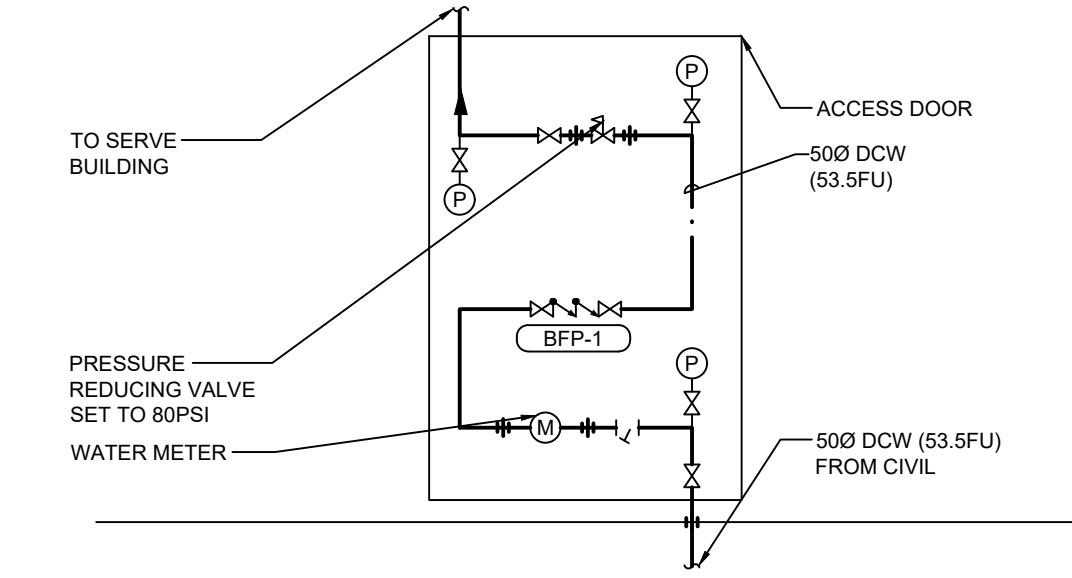 P
ACCESS DOOR
TO SERVE
BUILDING
50Ø DCW
(53.5FU)
P
BFP-1
PRESSURE
REDUCING VALVE
SET TO 80PSI
P
M
WATER METER
50Ø DCW (53.5FU)
FROM CIVIL